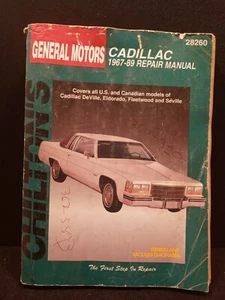 GENERAL MOTORS
CADILLAC
1967-89 REPAIR MANUAL
28260
Covers all U.S. and Canadian models of
Cadillac DeVille, Eldorado, Fleetwood and Seville
CHILTON'S
The First Step In Repair